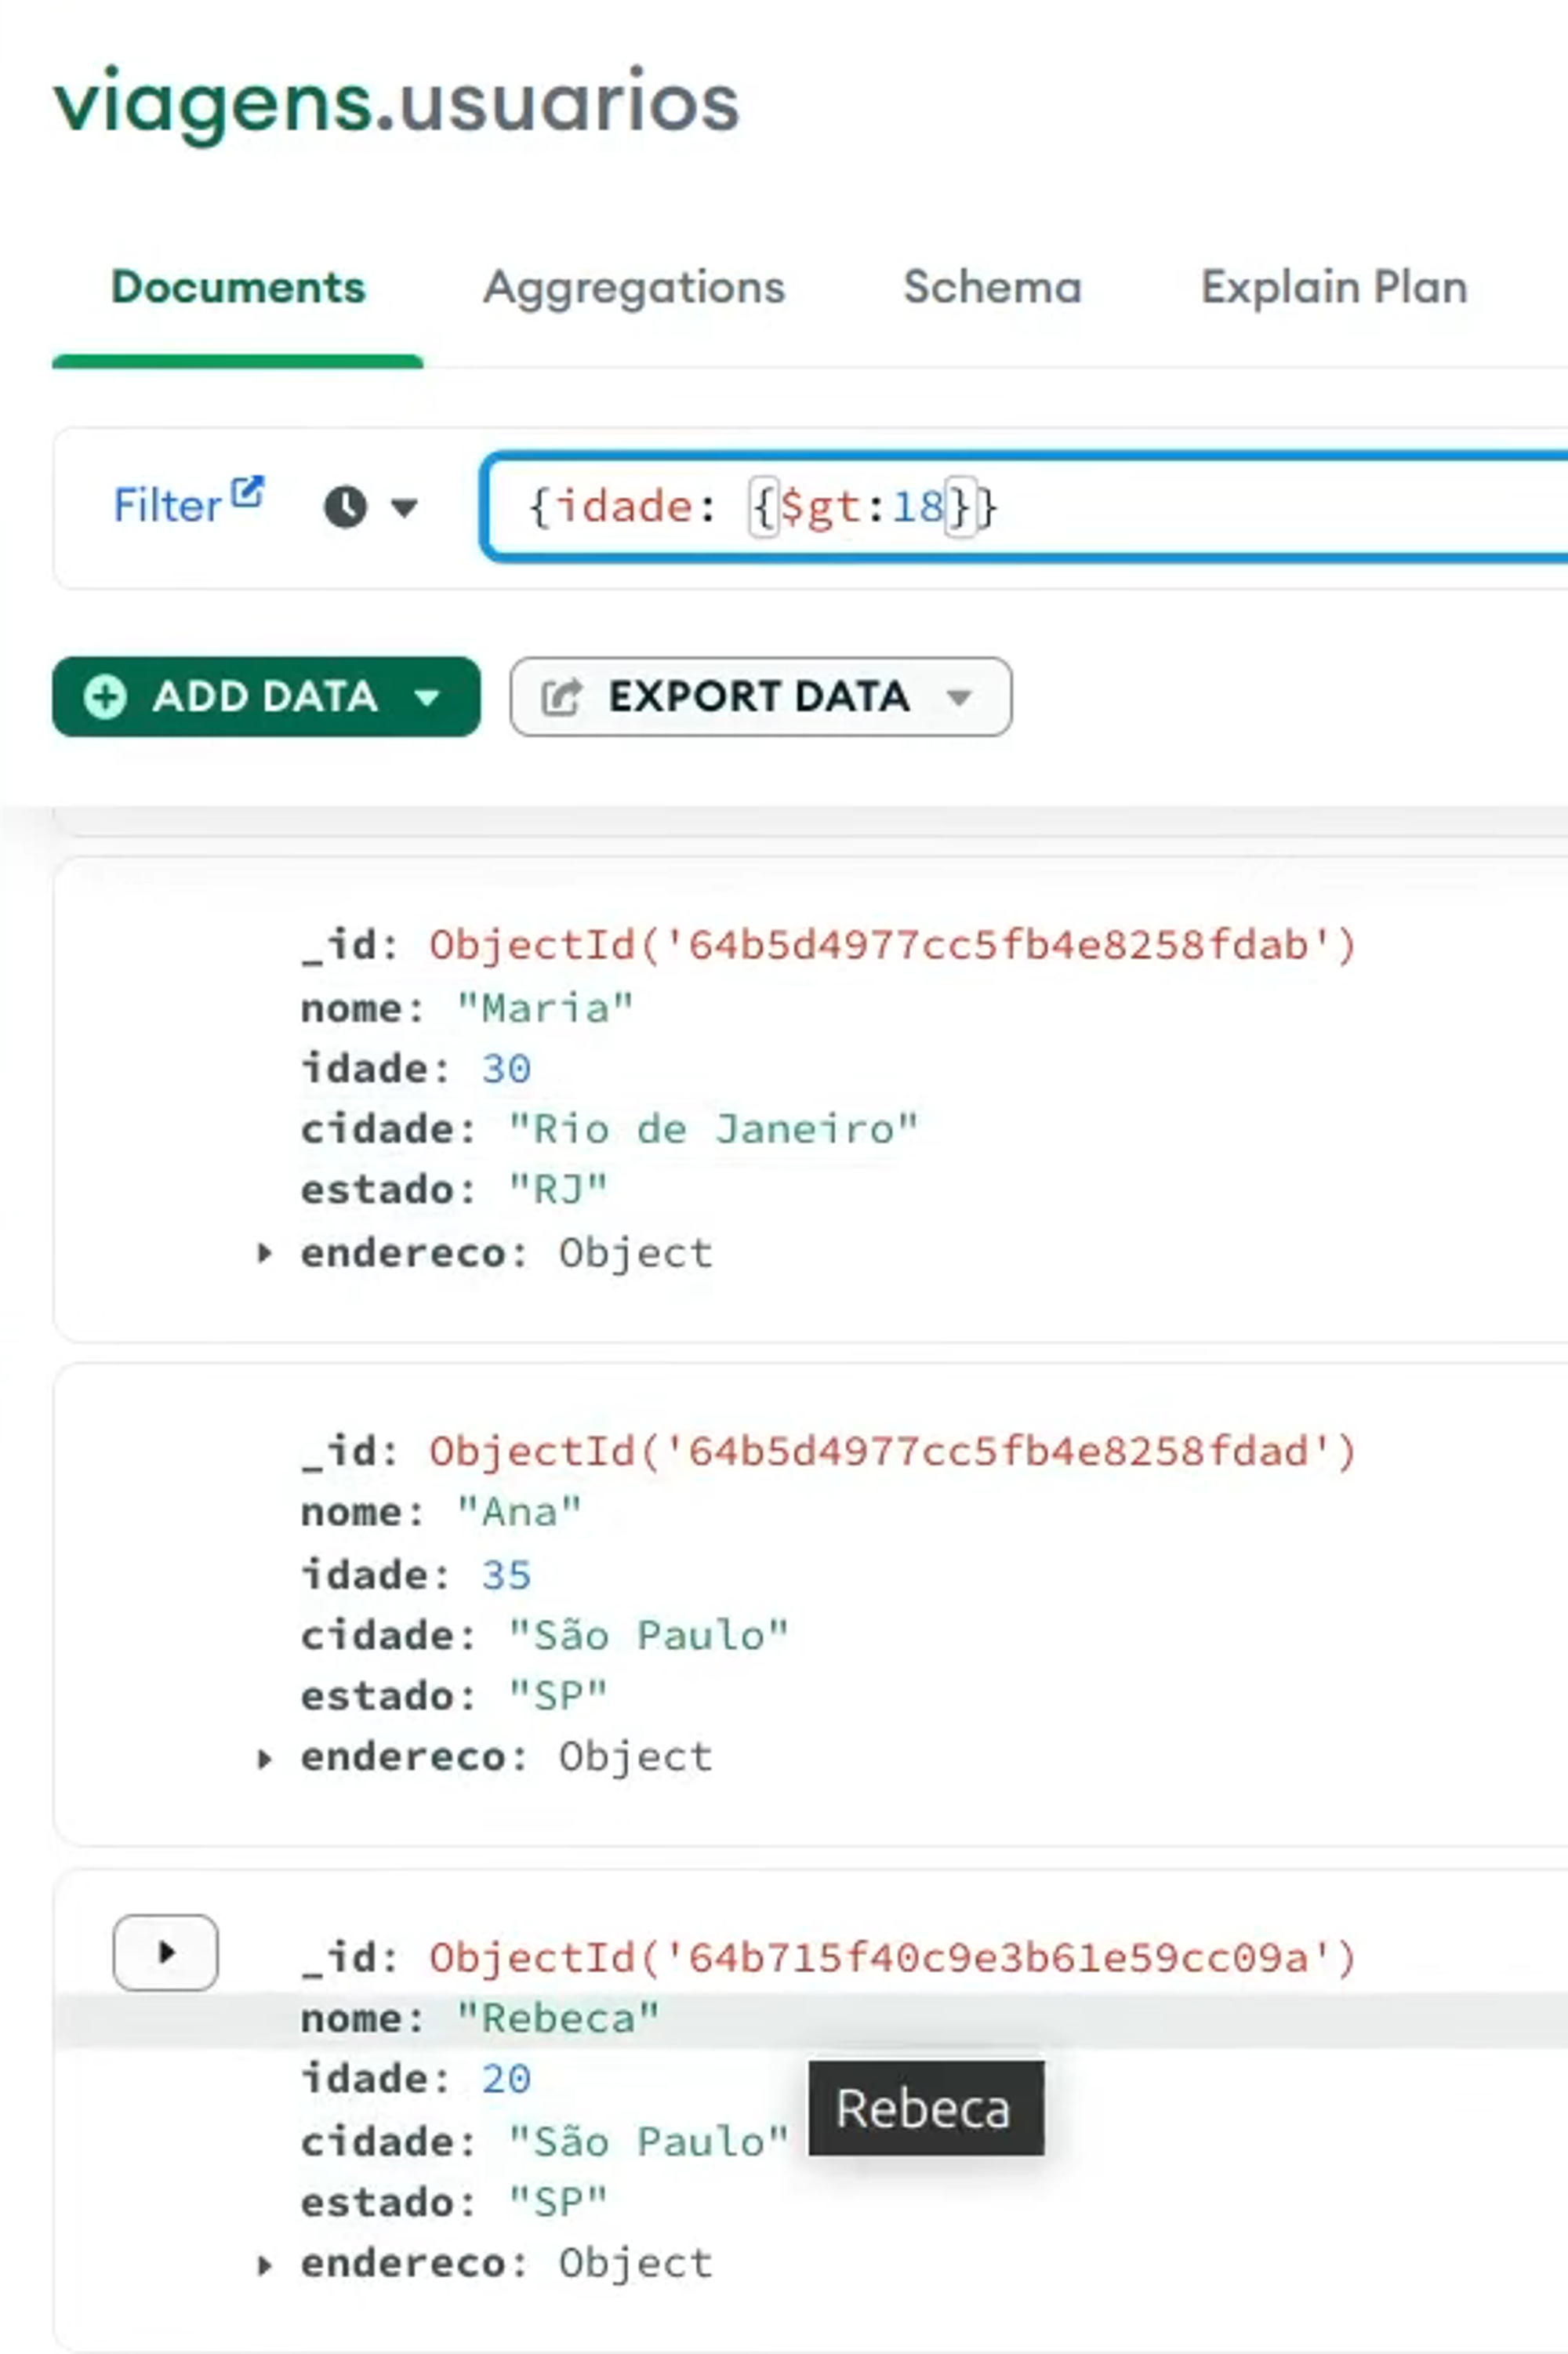 viagens.usuarios
Documents Aggregations Schema Explain Plan
Filter {idade: {$gt:18}}
ADD DATA EXPORT DATA
_id: ObjectId('64b5d4977cc5fb4e8258fdab')
nome: "Maria"
idade: 30
cidade: "Rio de Janeiro"
estado: "RJ"
endereco: Object
_id: ObjectId('64b5d4977cc5fb4e8258fdad')
nome: "Ana"
idade: 35
cidade: "São Paulo"
estado: "SP"
endereco: Object
_id: ObjectId('64b715f40c9e3b61e59cc09a')
nome: "Rebeca"
idade: 20
Rebeca
cidade: "São Paulo"
estado: "SP"
endereco: Object